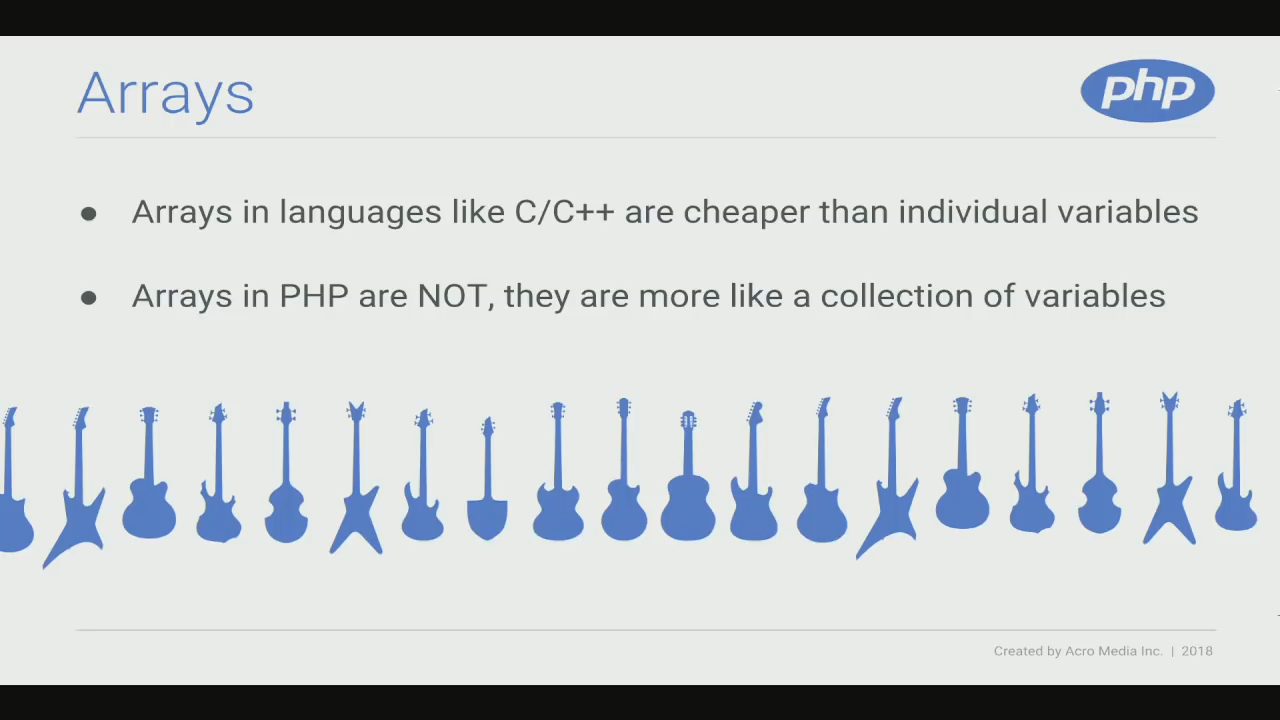 Arrays
php
● Arrays in languages like C/C++ are cheaper than individual variables
● Arrays in PHP are NOT, they are more like a collection of variables
Created by Acro Media Inc. | 2018